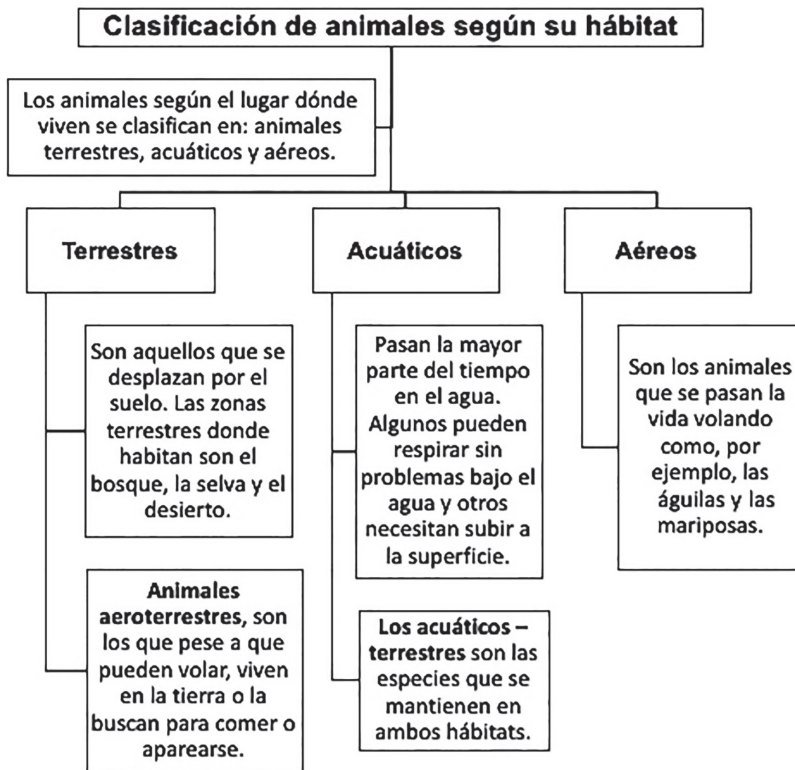 Clasificación de animales según su hábitat
Los animales según el lugar dónde
viven se clasifican en: animales
terrestres, acuáticos y aéreos.
Terrestres
Son aquellos que se
desplazan por el
suelo. Las zonas
terrestres donde
habitan son el
bosque, la selva y el
desierto.
Animales
aeroterrestres, son
los que pese a que
pueden volar, viven
en la tierra o la
buscan para comer o
aparearse.
Acuáticos
Pasan la mayor
parte del tiempo
en el agua.
Algunos pueden
respirar sin
problemas bajo el
agua y otros
necesitan subir a
la superficie.
Los acuáticos –
terrestres son las
especies que se
mantienen en
ambos hábitats.
Aéreos
Son los animales
que se pasan la
vida volando
como, por
ejemplo, las
águilas y las
mariposas.